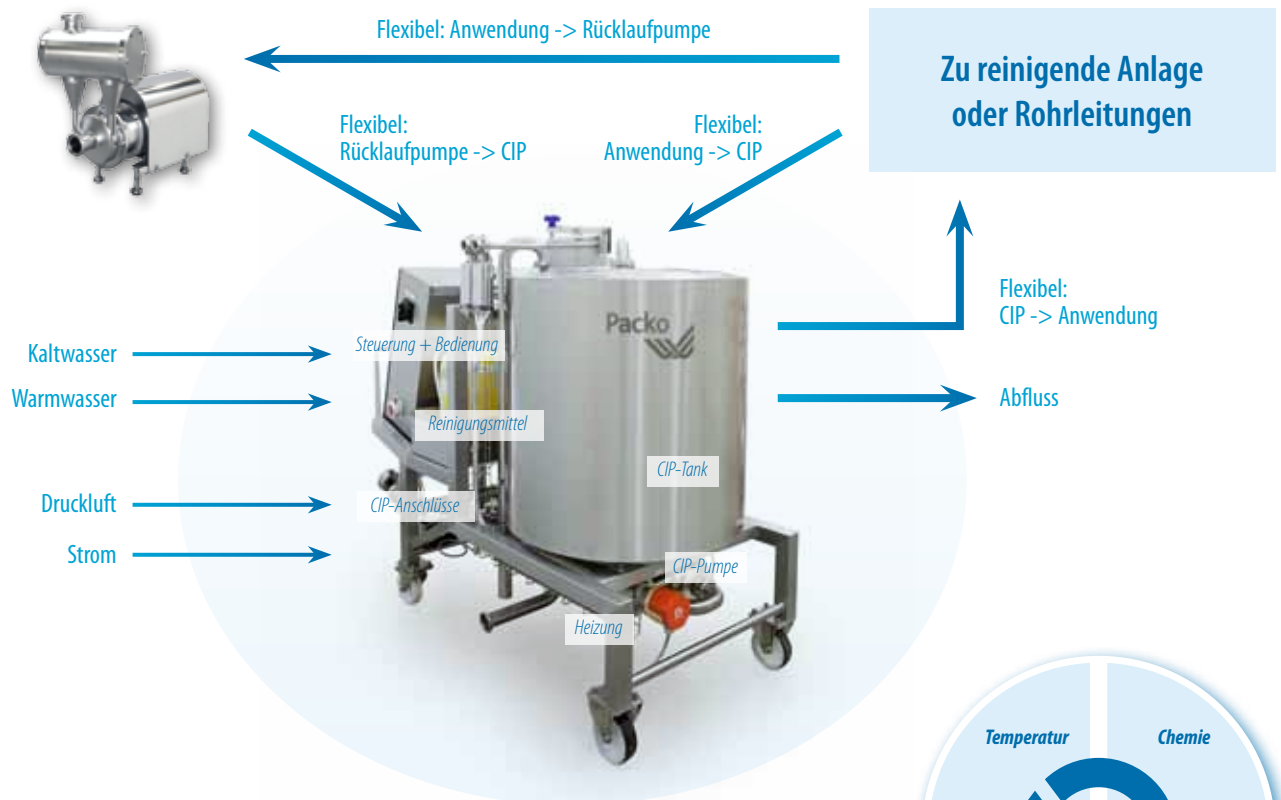 Flexibel: Anwendung -> Rücklaufpumpe
Zu reinigende Anlage
oder Rohrleitungen
Flexibel:
Rücklaufpumpe -> CIP
Flexibel:
Anwendung -> CIP
Flexibel:
CIP -> Anwendung
Packo
Kaltwasser
Steuerung + Bedienung
Warmwasser
Abfluss
Reinigungsmittel
CIP-Tank
Druckluft
CIP-Anschlüsse
Strom
CIP-Pumpe
Heizung
Temperatur
Chemie